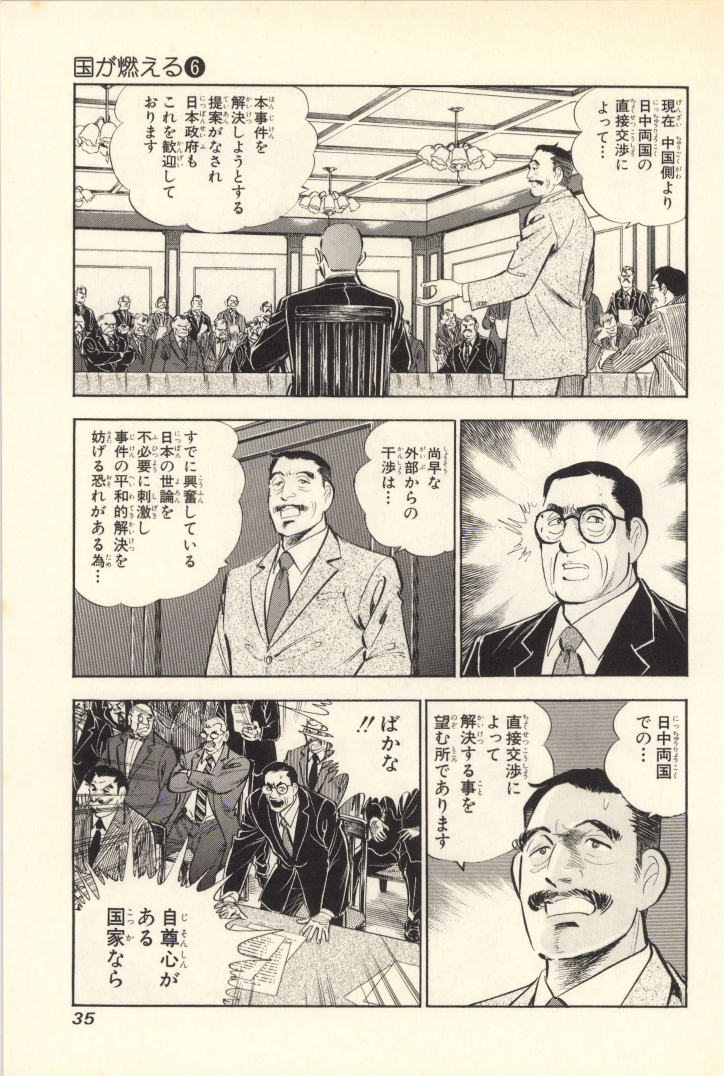 国が燃える❻
現在　中国側より
日中両国の
直接交渉に
よって…
本事件を
解決しようとする
提案がなされ
日本政府も
これを歓迎して
おります
尚早な
外部からの
干渉は…
すでに興奮している
日本の世論を
不必要に刺激し
事件の平和的解決を
妨げる恐れがある為…
日中両国
での…
直接交渉に
よって
解決する事を
望む所であります
ばかな
!!
自尊心が
ある
国家なら
35